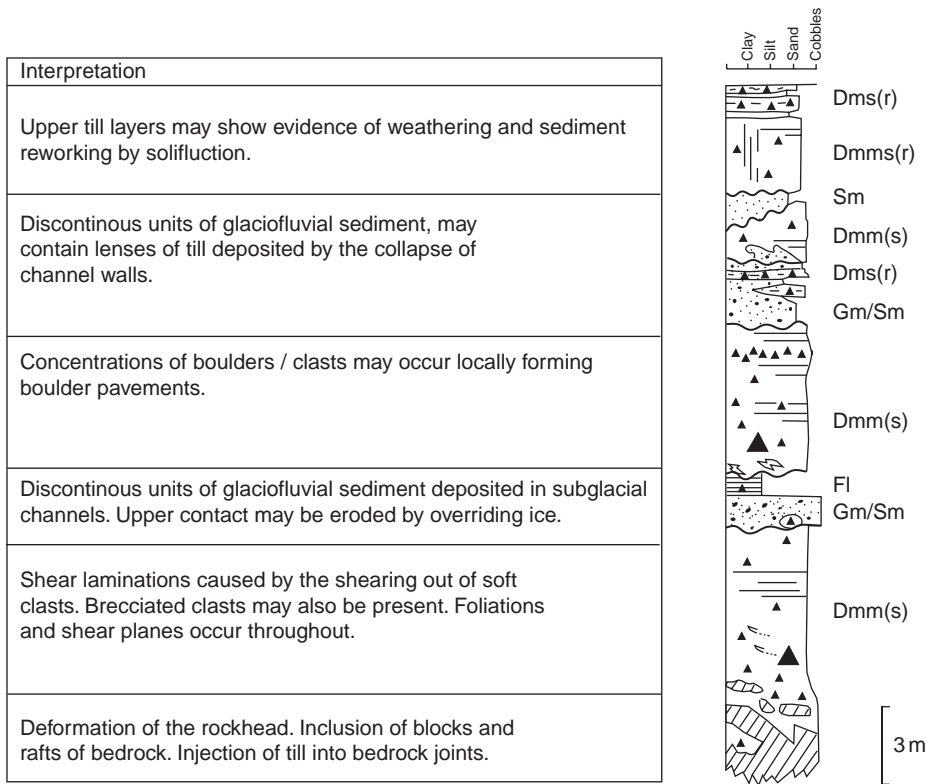 Interpretation
Upper till layers may show evidence of weathering and sediment
reworking by solifluction.
Discontinous units of glaciofluvial sediment, may
contain lenses of till deposited by the collapse of
channel walls.
Concentrations of boulders / clasts may occur locally forming
boulder pavements.
Discontinous units of glaciofluvial sediment deposited in subglacial
channels. Upper contact may be eroded by overriding ice.
Shear laminations caused by the shearing out of soft
clasts. Brecciated clasts may also be present. Foliations
and shear planes occur throughout.
Deformation of the rockhead. Inclusion of blocks and
rafts of bedrock. Injection of till into bedrock joints.
Clay
Silt
Sand
Cobbles
Dms(r)
Dmms(r)
Sm
Dmm(s)
Dms(r)
Gm/Sm
Dmm(s)
Fl
Gm/Sm
Dmm(s)
3 m